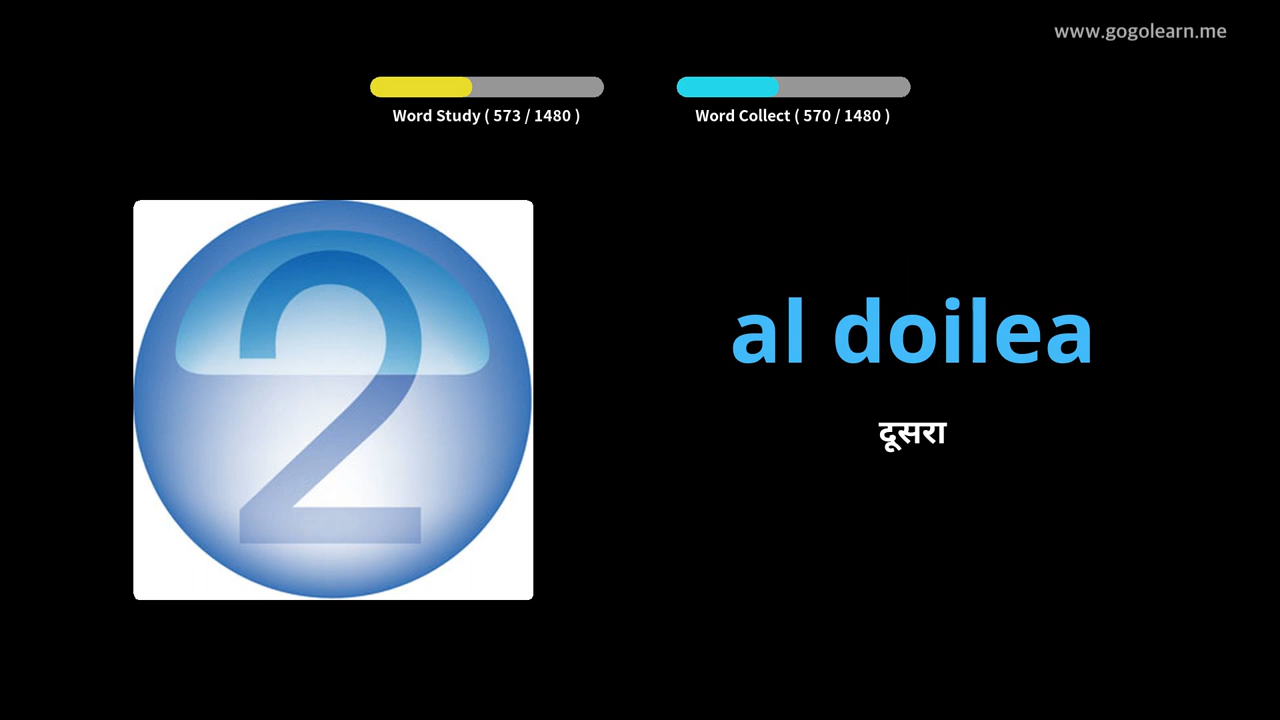 www.gogolearn.me
Word Study ( 573 / 1480 )
Word Collect ( 570 / 1480 )
2
al doilea
दूसरा